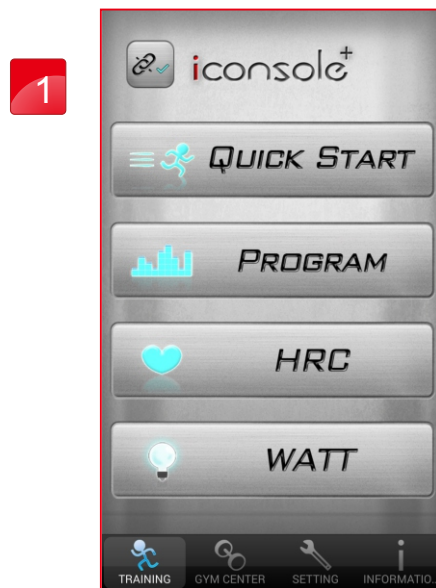 1
iconsole+
QUICK START
PROGRAM
HRC
WATT
TRAINING
GYM CENTER
SETTING
INFORMATIO